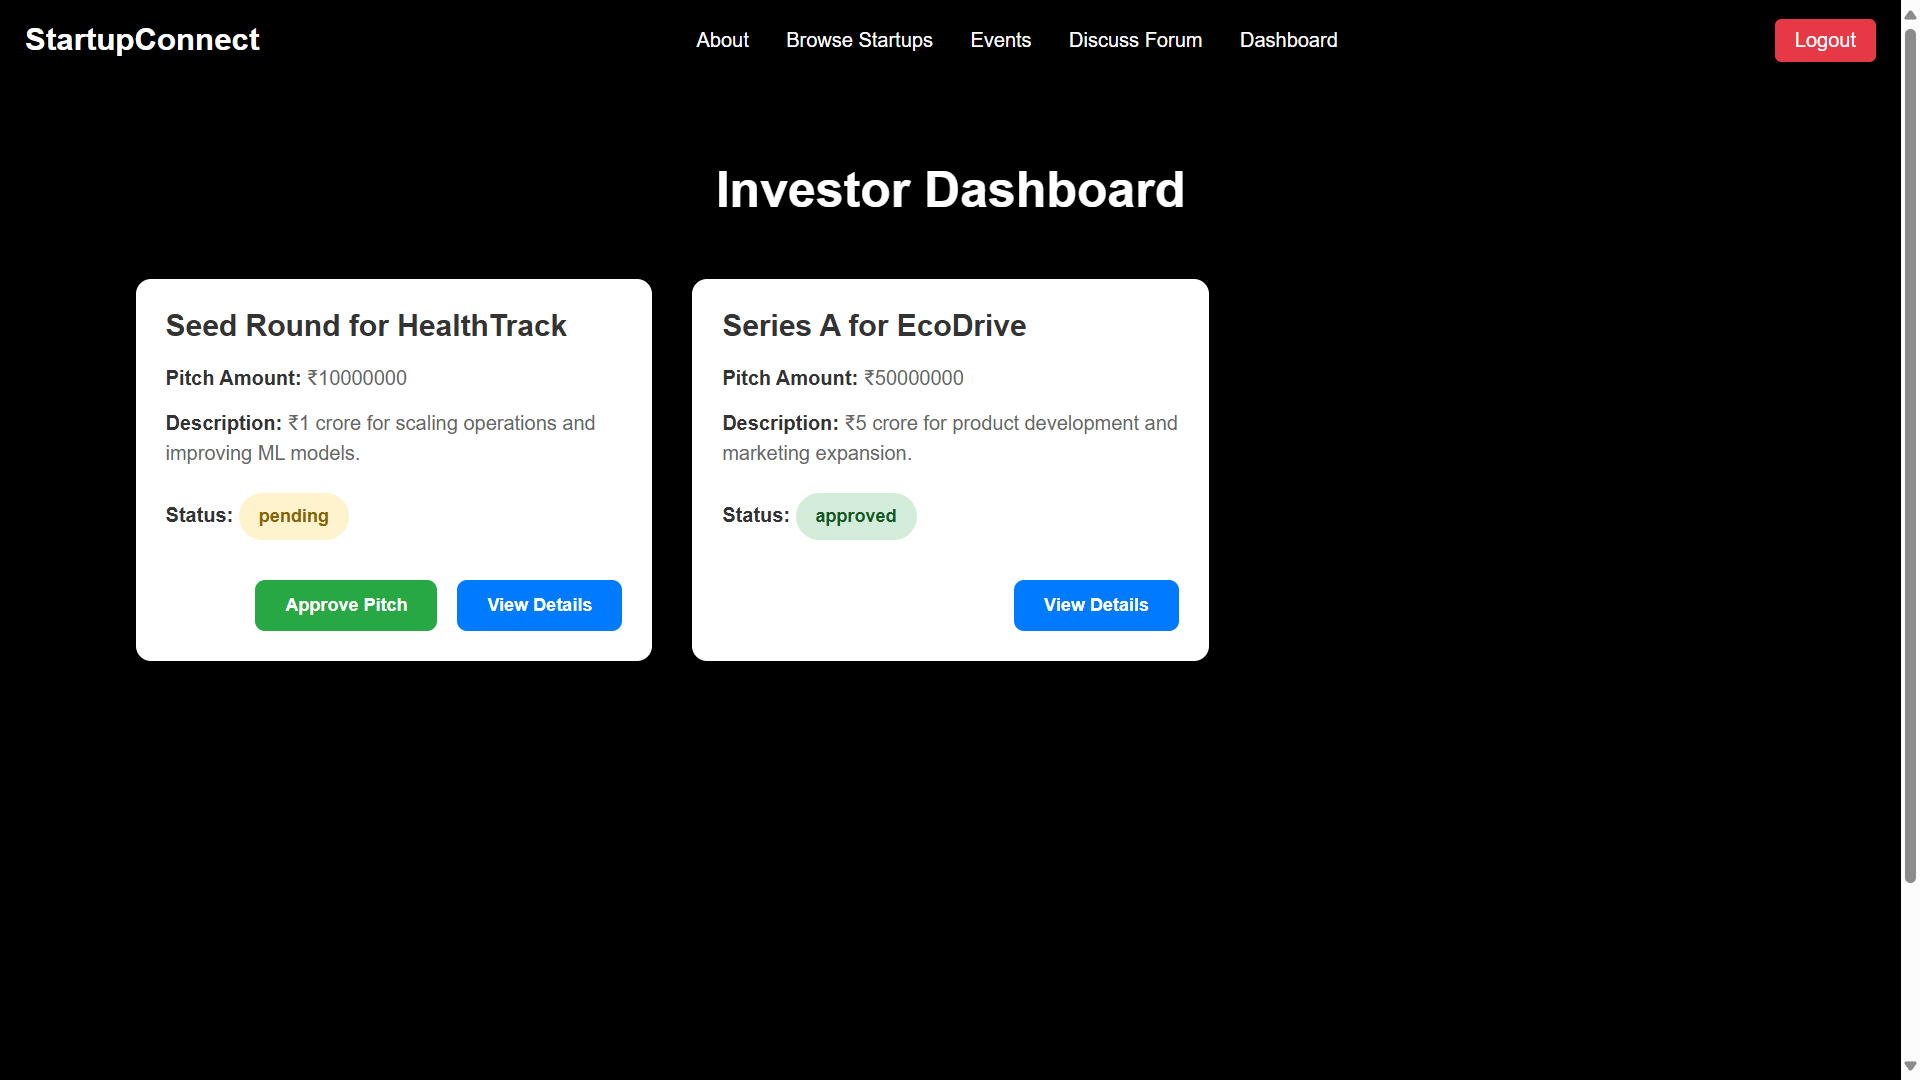 StartupConnect
About
Browse Startups
Events
Discuss Forum
Dashboard
Logout
Investor Dashboard
Seed Round for HealthTrack
Pitch Amount: ₹10000000
Description: ₹1 crore for scaling operations and
improving ML models.
Status: pending
Approve Pitch
View Details
Series A for EcoDrive
Pitch Amount: ₹50000000
Description: ₹5 crore for product development and
marketing expansion.
Status: approved
View Details